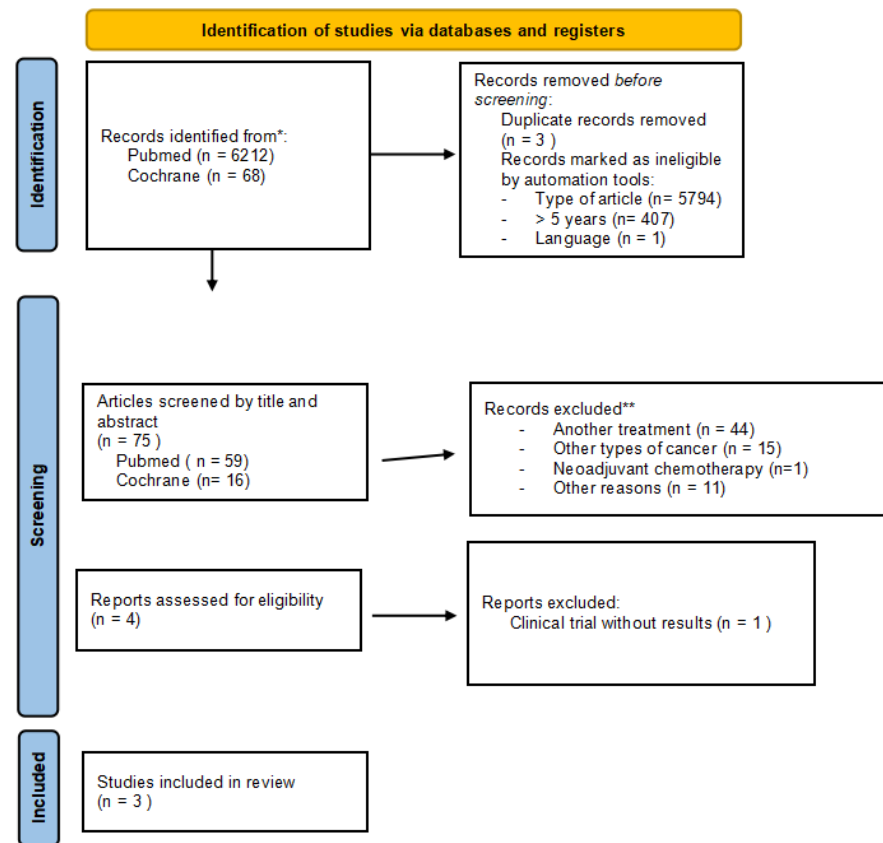 Identification of studies via databases and registers
Identification
Records identified from*:
Pubmed (n = 6212)
Cochrane (n = 68)
Records removed before
screening:
Duplicate records removed
(n = 3 )
Records marked as ineligible
by automation tools:
- Type of article (n= 5794)
- > 5 years (n= 407)
- Language (n = 1)
Screening
Articles screened by title and
abstract
(n = 75 )
Pubmed ( n = 59)
Cochrane (n= 16)
Records excluded**
- Another treatment (n = 44)
- Other types of cancer (n = 15)
- Neoadjuvant chemotherapy (n=1)
- Other reasons (n = 11)
Reports assessed for eligibility
(n = 4)
Reports excluded:
Clinical trial without results (n = 1 )
Included
Studies included in review
(n = 3 )